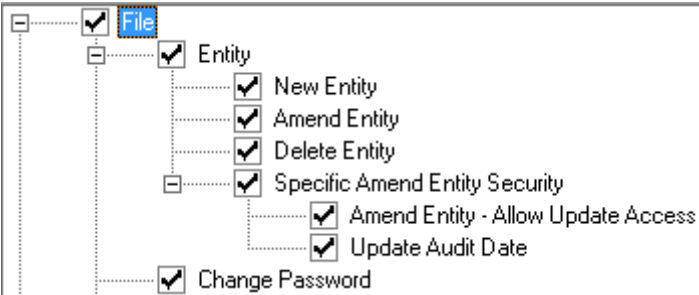 File
Entity
New Entity
Amend Entity
Delete Entity
Specific Amend Entity Security
Amend Entity - Allow Update Access
Update Audit Date
Change Password